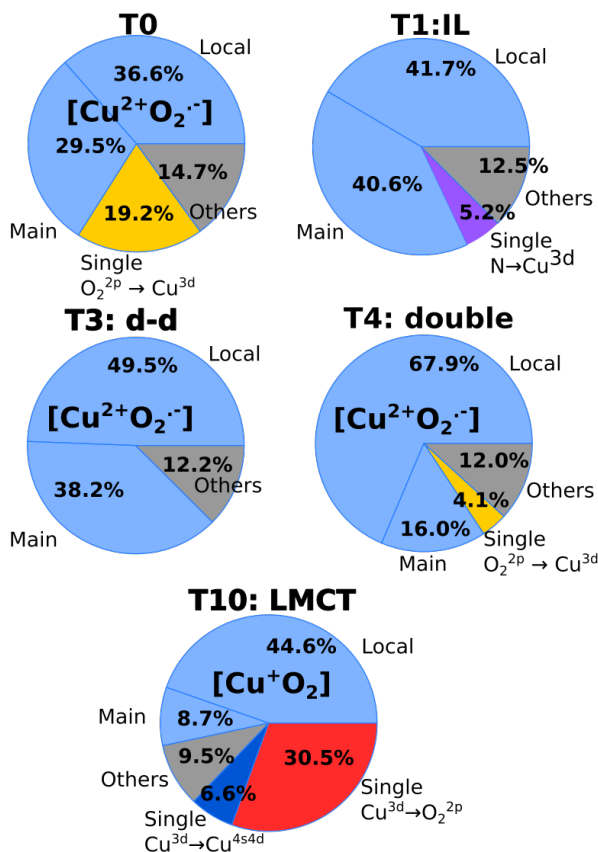 T0
Local
36.6%
[Cu²⁺O₂·⁻]
29.5%
14.7%
Others
19.2%
Main
Single
O₂²ᵖ → Cu³ᵈ
T1:IL
Local
41.7%
12.5%
40.6%
Others
5.2%
Main
Single
N→Cu³ᵈ
T3: d-d
49.5%
Local
[Cu²⁺O₂·⁻]
12.2%
Others
38.2%
Main
T4: double
67.9%
Local
[Cu²⁺O₂·⁻]
12.0%
Others
4.1%
16.0%
Single
Main
O₂²ᵖ → Cu³ᵈ
T10: LMCT
44.6%
Local
[Cu⁺O₂]
Main
8.7%
9.5%
30.5%
Others
6.6%
Single
Cu³ᵈ→O₂²ᵖ
Single
Cu³ᵈ→Cu⁴ˢ⁴ᵈ